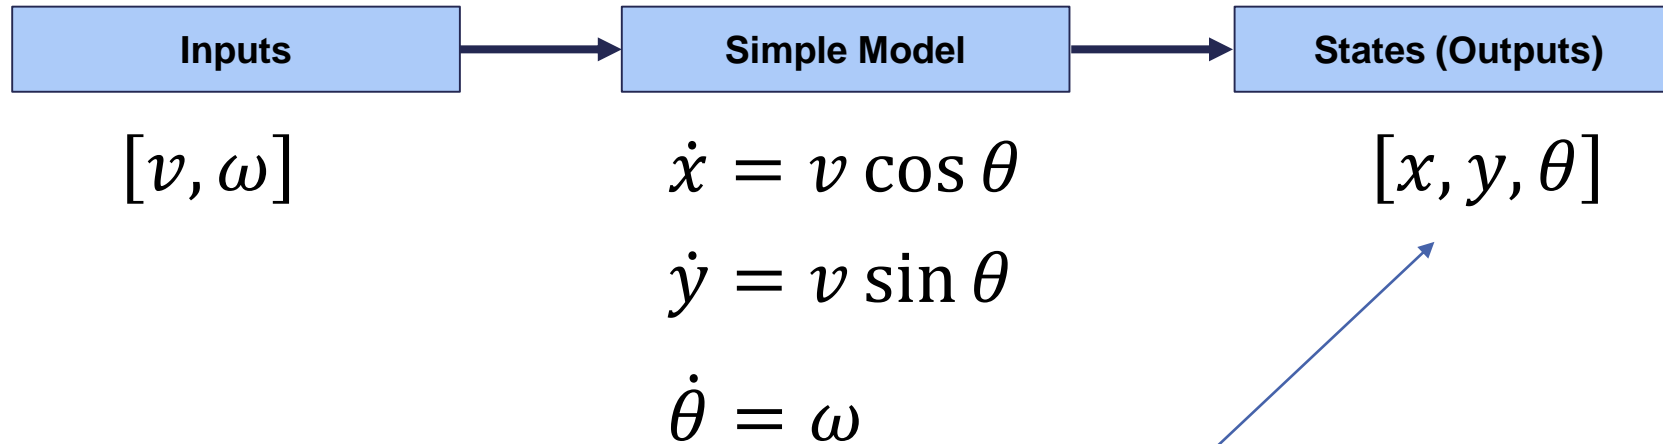 Inputs
Simple Model
States (Outputs)
[v, ω]
ẋ = v cos θ
[x, y, θ]
ẏ = v sin θ
θ̇ = ω